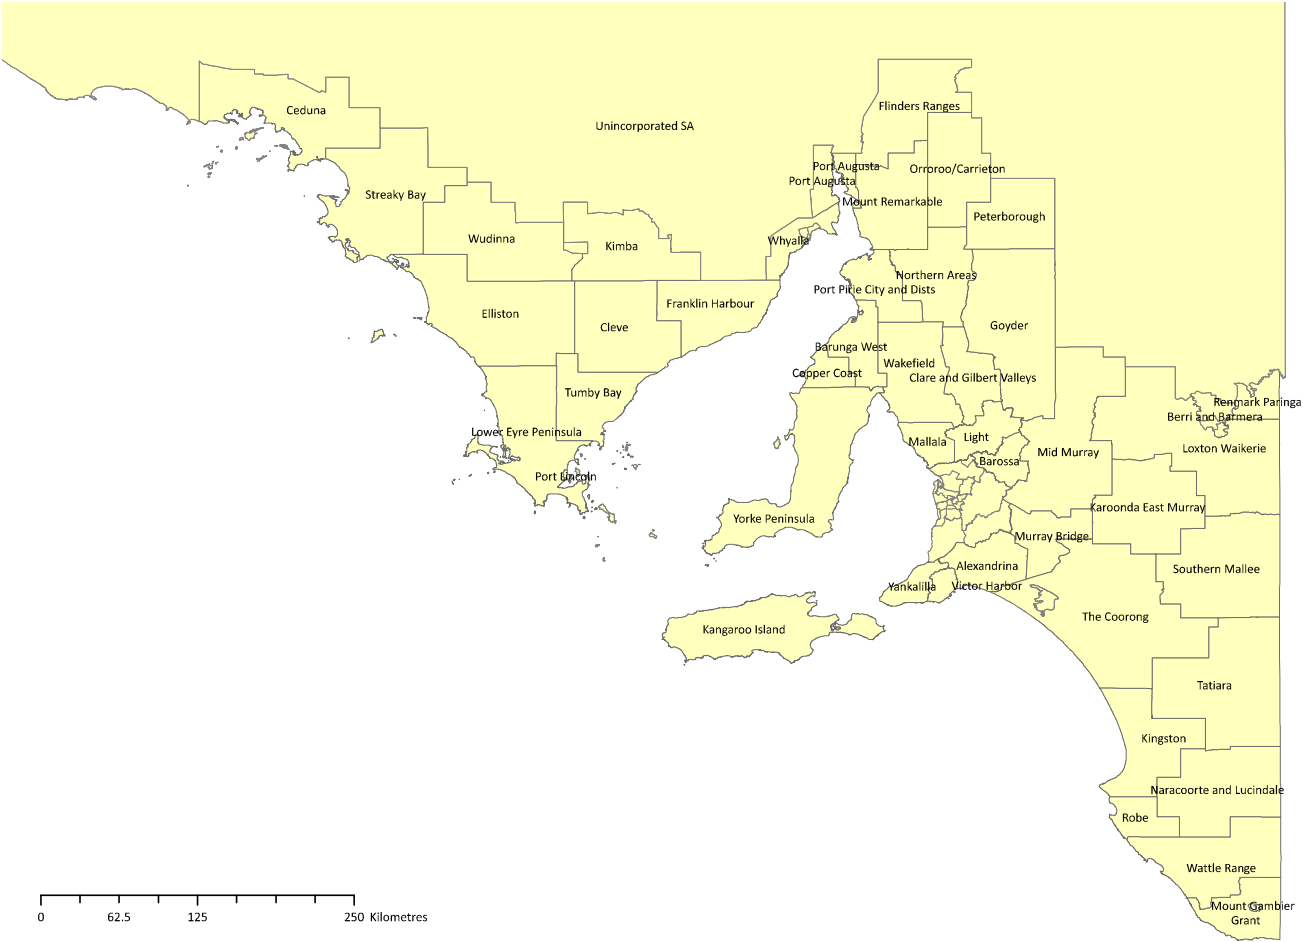 Flinders Ranges
Ceduna
Unincorporated SA
Port Augusta
Orroroo/Carrieton
Port Augusta
Streaky Bay
Mount Remarkable
Peterborough
Wudinna
Whyalla
Kimba
Northern Areas
Port Pirie City and Dists
Franklin Harbour
Elliston
Cleve
Goyder
Barunga West
Wakefield
Copper Coast
Clare and Gilbert Valleys
Tumby Bay
Renmark Paringa
Berri and Barmera
Lower Eyre Peninsula
Light
Mallala
Loxton Waikerie
Mid Murray
Barossa
Port Lincoln
Karoonda East Murray
Yorke Peninsula
Murray Bridge
Alexandrina
Southern Mallee
Yankalilla
Victor Harbor
The Coorong
Kangaroo Island
Tatiara
Kingston
Naracoorte and Lucindale
Robe
Wattle Range
Mount Gambier
Grant
0 62.5 125 250 Kilometres